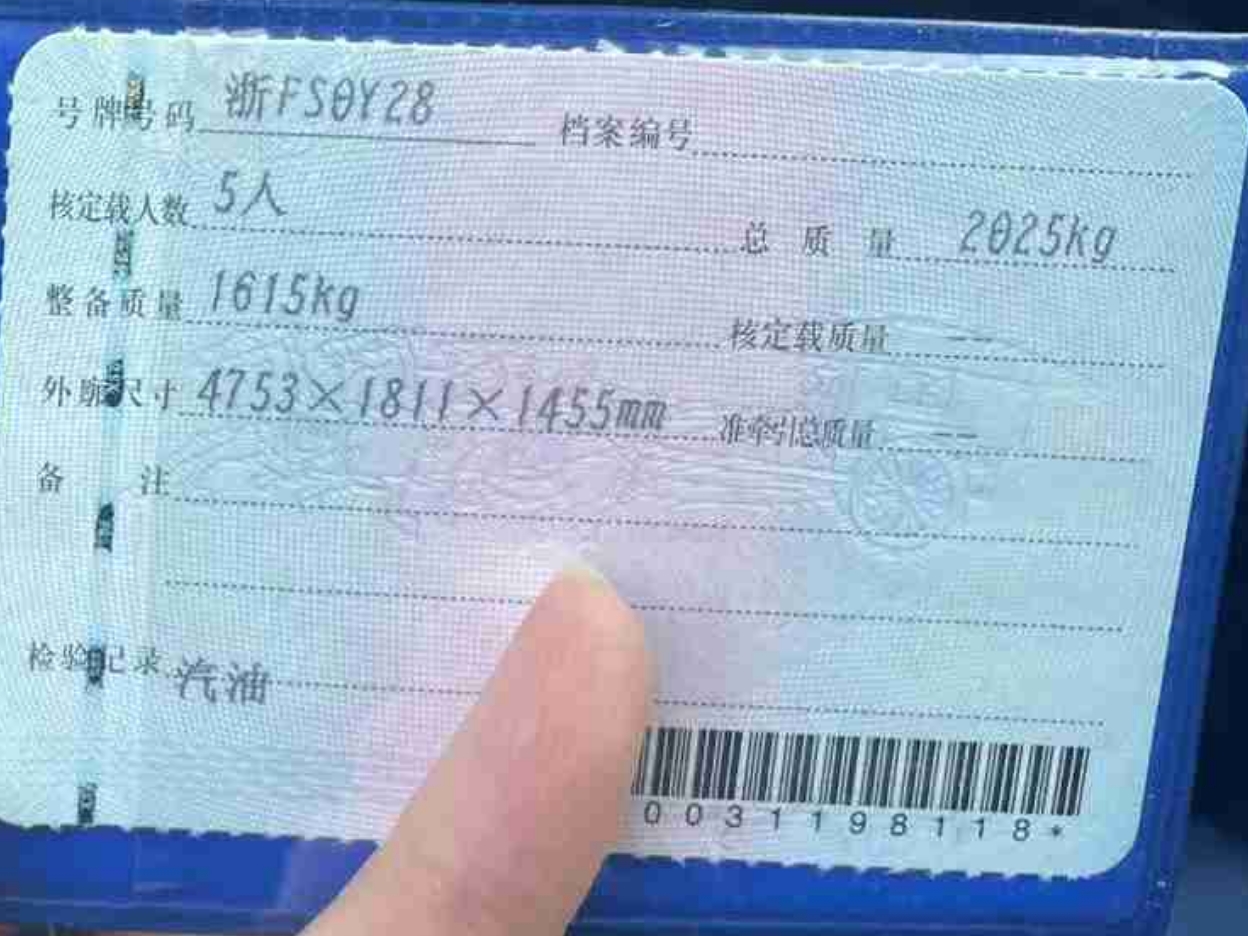 号牌号码 浙FS0Y28 档案编号
核定载人数 5人 总质量 2025kg
整备质量 1615kg 核定载质量 --
外廓尺寸 4753×1811×1455mm 准牵引总质量 --
备注
检验记录 汽油
0031198118*